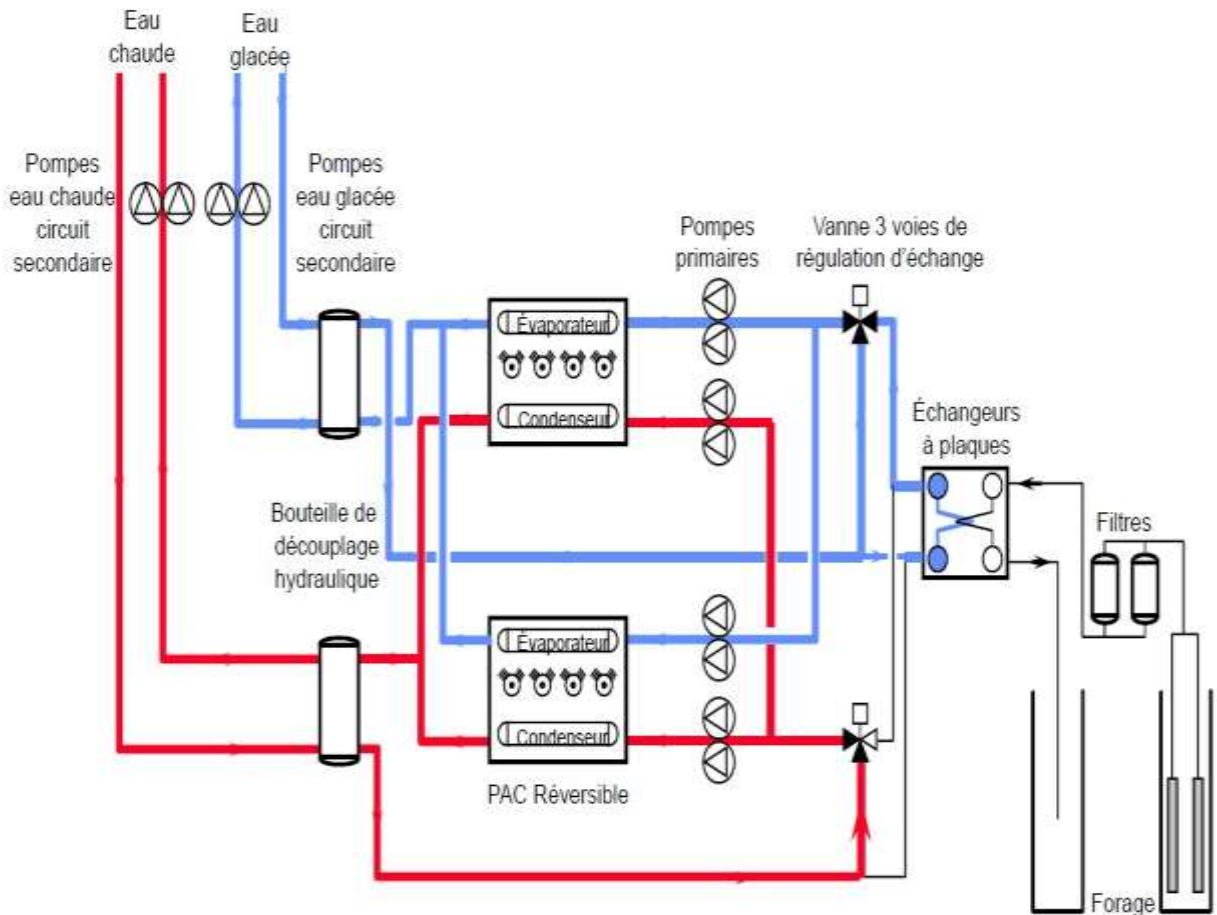 Eau
chaude
Eau
glacée
Pompes
eau chaude
circuit
secondaire
Pompes
eau glacée
circuit
secondaire
Pompes
primaires
Vanne 3 voies de
régulation d'échange
Évaporateur
Condenseur
Échangeurs
à plaques
Filtres
Bouteille de
découplage
hydraulique
Évaporateur
Condenseur
PAC Réversible
Forage